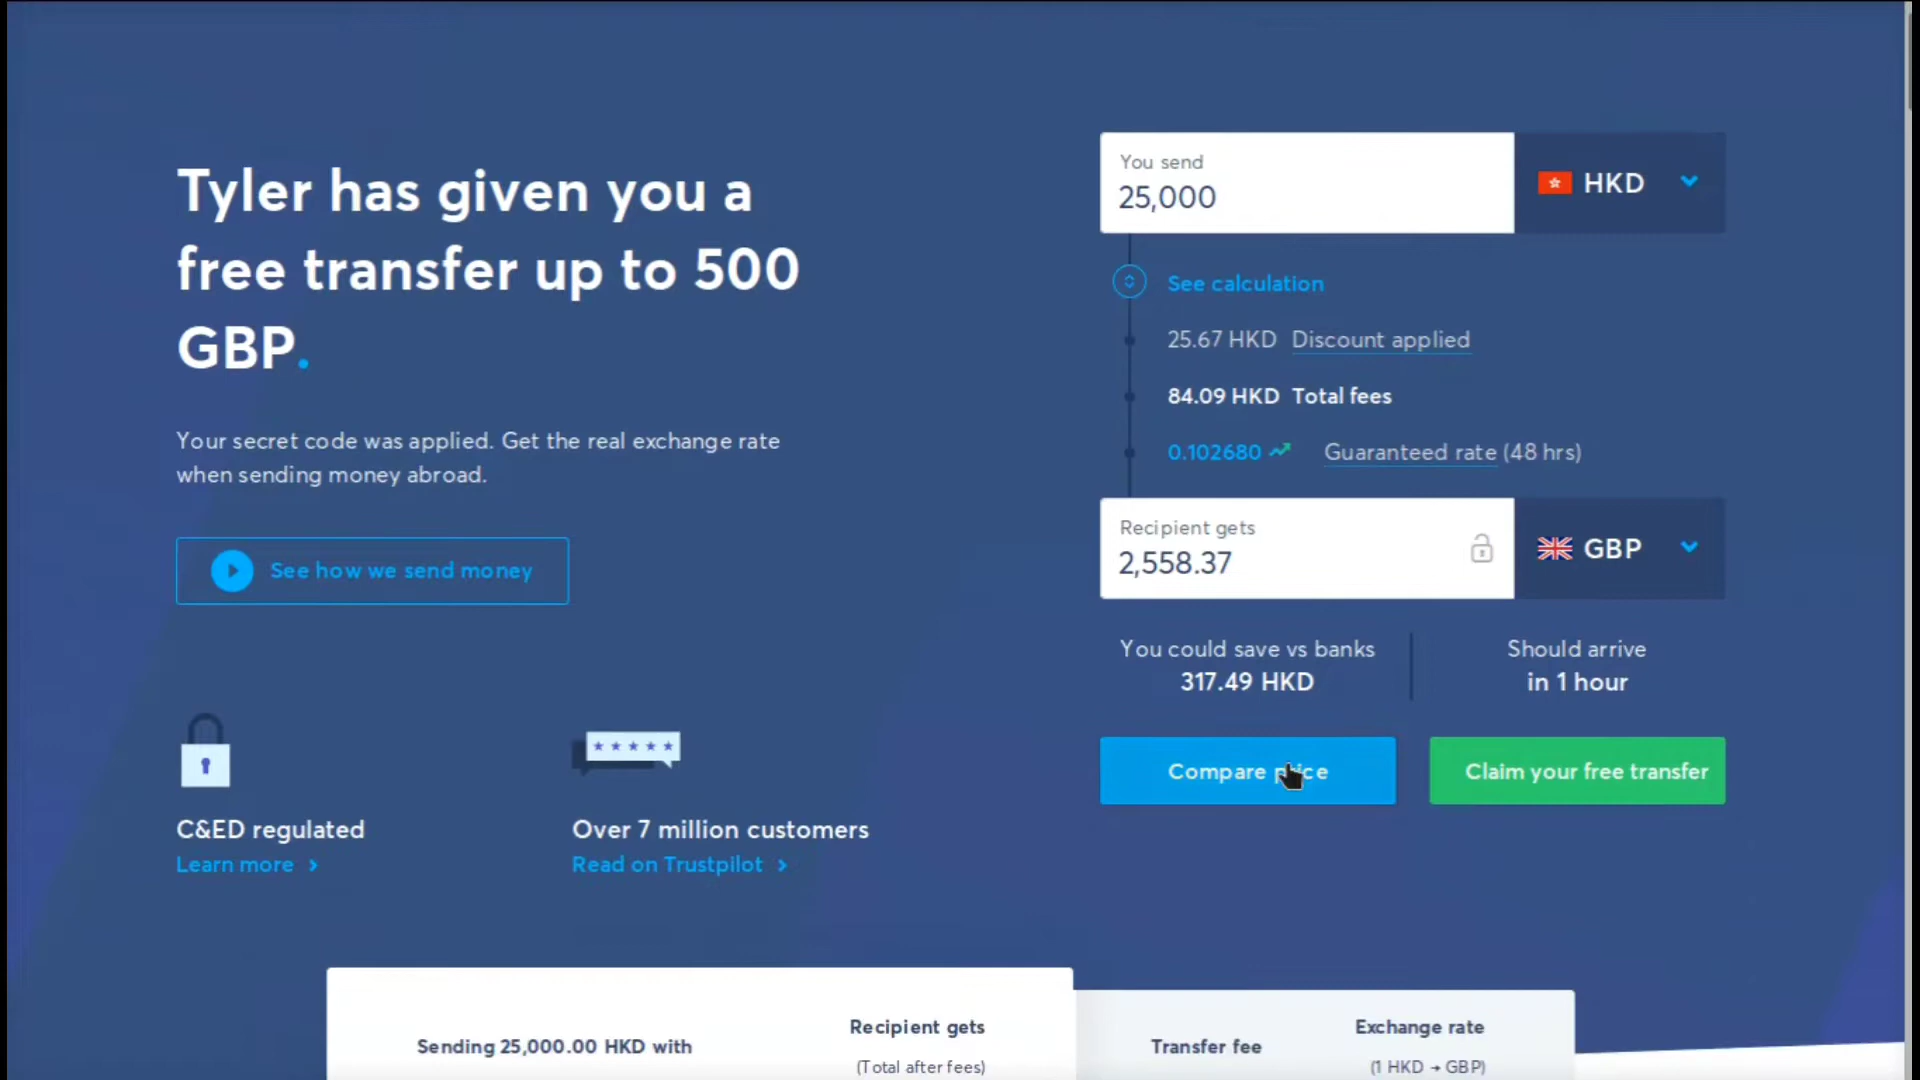 Tyler has given you a
free transfer up to 500
GBP.
Your secret code was applied. Get the real exchange rate
when sending money abroad.
See how we send money
C&ED regulated
Learn more
Over 7 million customers
Read on Trustpilot
You send
25,000
HKD
See calculation
25.67 HKD Discount applied
84.09 HKD Total fees
0.102680 Guaranteed rate (48 hrs)
Recipient gets
2,558.37
GBP
You could save vs banks
317.49 HKD
Should arrive
in 1 hour
Compare price
Claim your free transfer
Sending 25,000.00 HKD with
Recipient gets
(Total after fees)
Transfer fee
Exchange rate
(1 HKD → GBP)